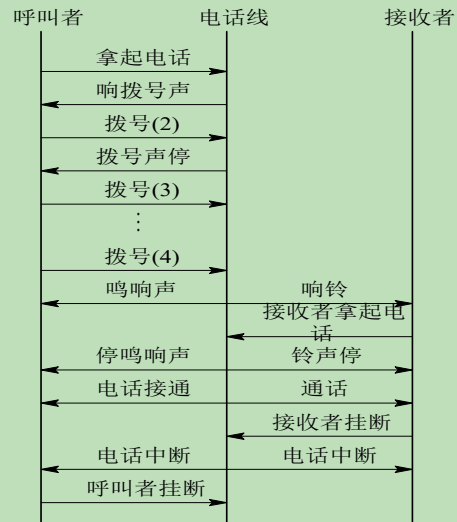 呼叫者 电话线 接收者
拿起电话
响拨号声
拨号(2)
拨号声停
拨号(3)
⋮
拨号(4)
鸣响声 响铃
接收者拿起电
话
停鸣响声 铃声停
电话接通 通话
接收者挂断
电话中断 电话中断
呼叫者挂断